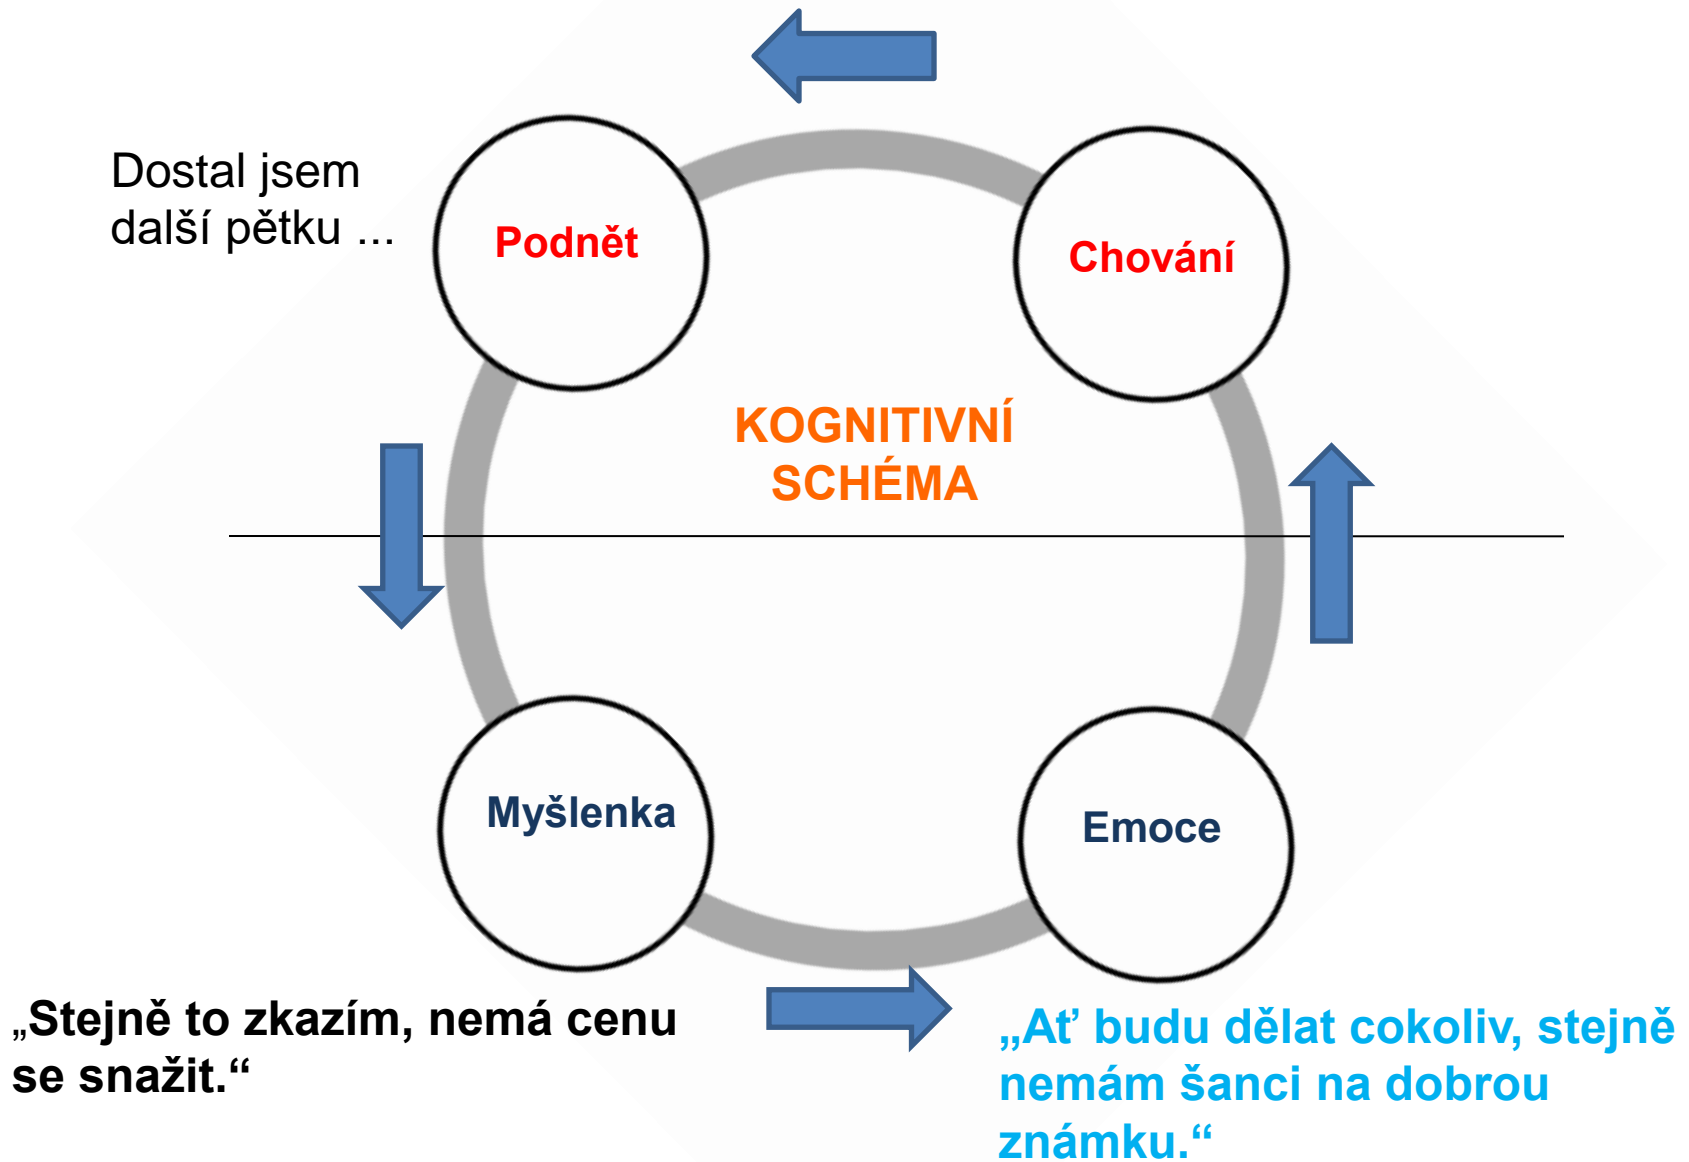 Dostal jsem
další pětku ...
Podnět
Chování
KOGNITIVNÍ
SCHÉMA
Myšlenka
Emoce
„Stejně to zkazím, nemá cenu
se snažit.“
„Ať budu dělat cokoliv, stejně
nemám šanci na dobrou
známku.“